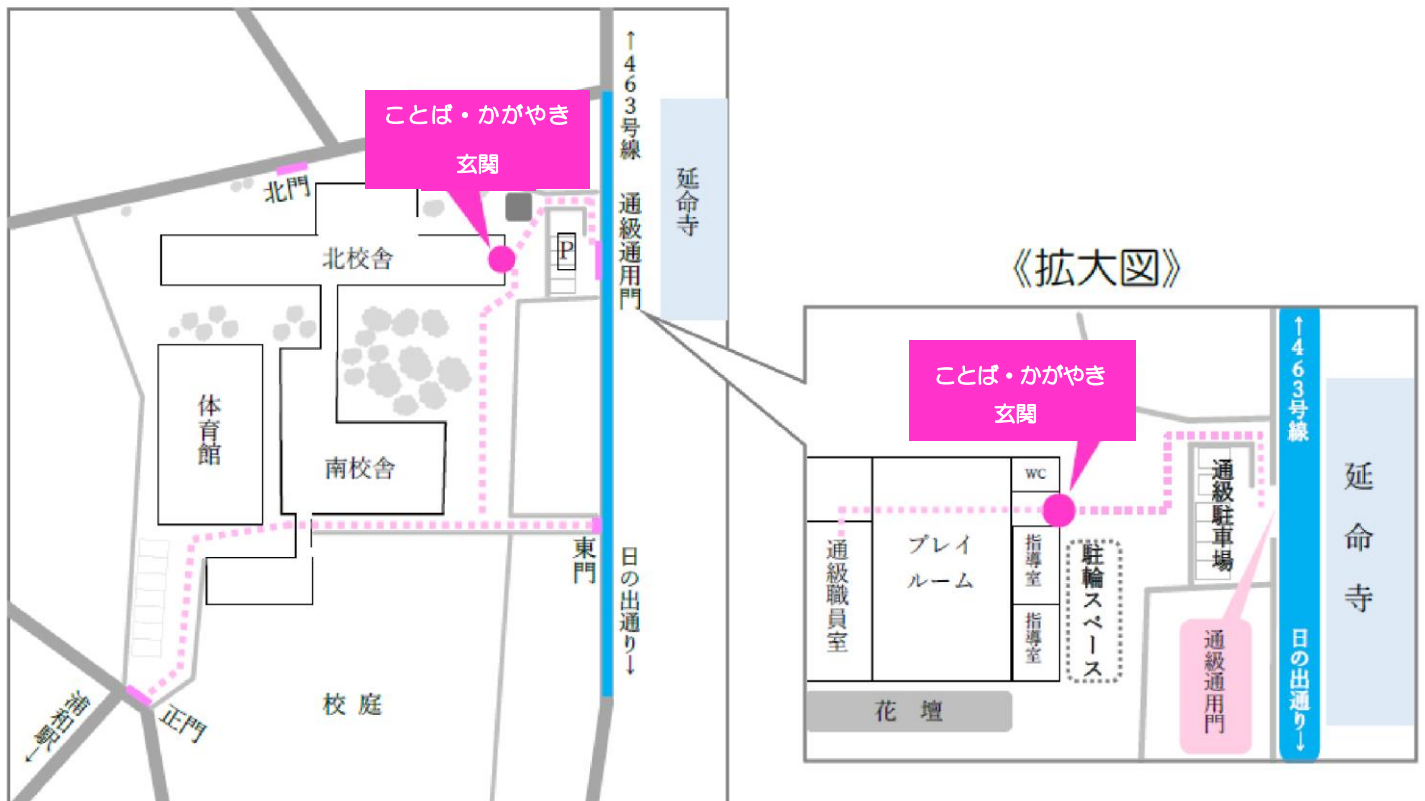 ↑463号線
ことば・かがやき
玄関
北門
通級通用門
延命寺
北校舎
P
体育館
南校舎
東門
日の出通り→
校庭
正門
浦和駅→
《拡大図》
↑463号線
ことば・かがやき
玄関
WC
通級駐車場
延命寺
プレイ
ルーム
通級職員室
指導室
指導室
駐輪スペース
通級通用門
日の出通り→
花壇